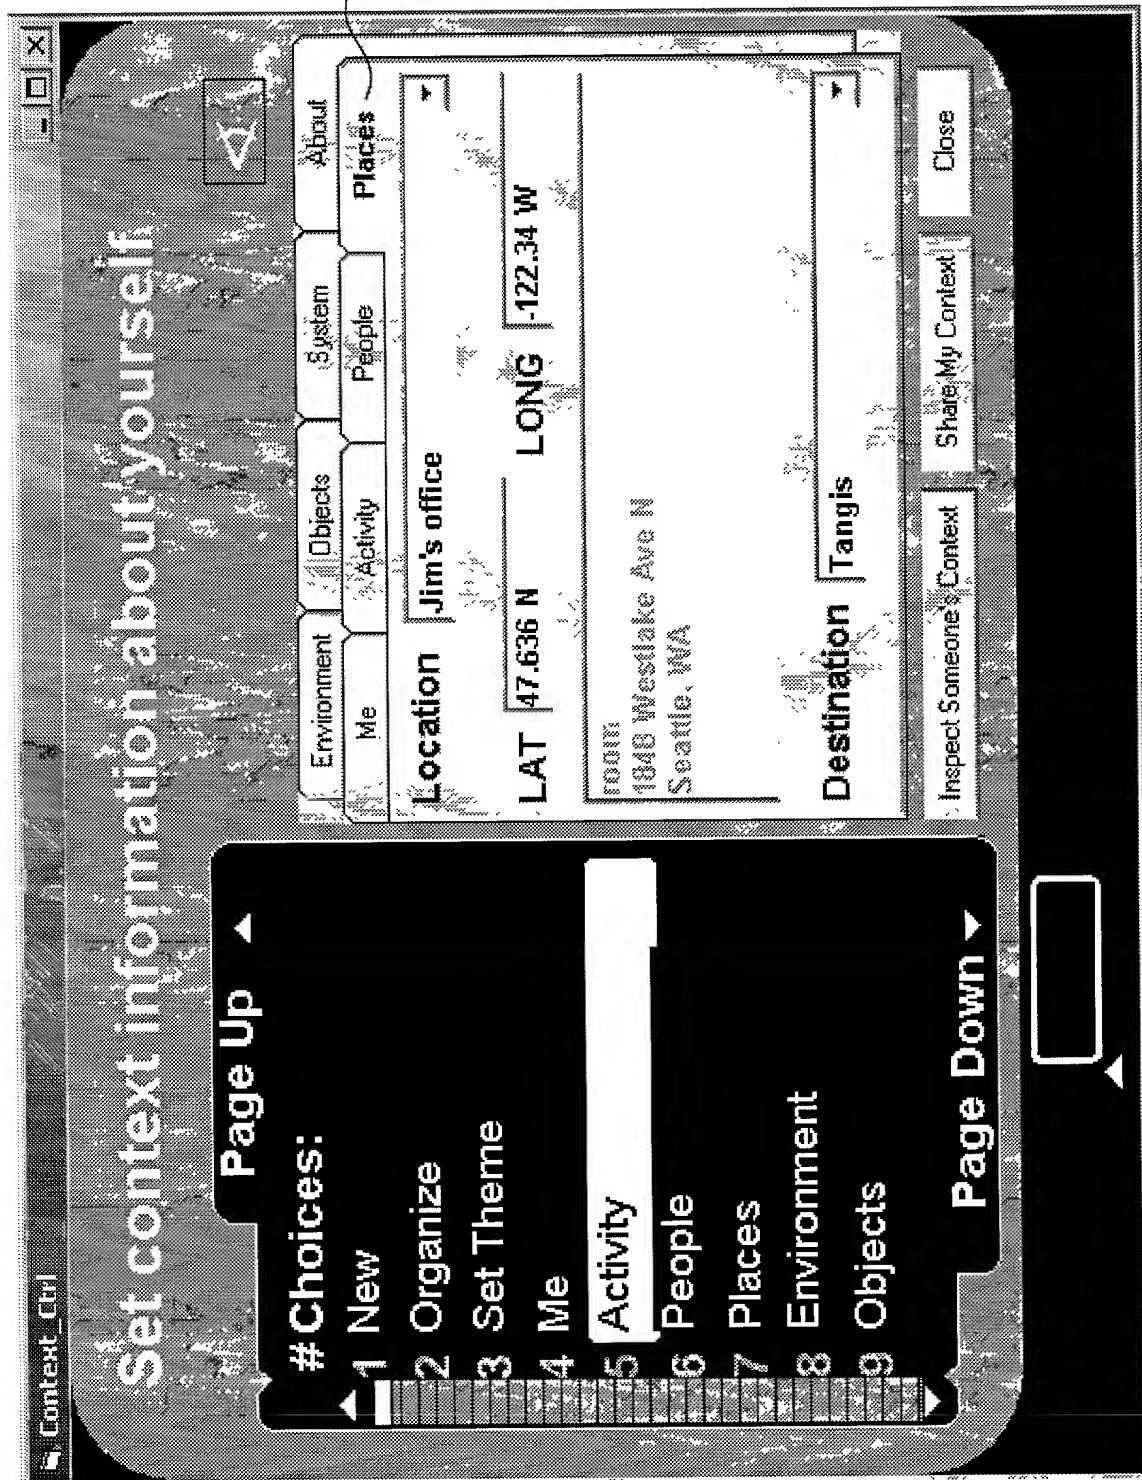 Context_Ctrl
Set context information about yourself.
Page Up
#Choices:
1 New
2 Organize
3 Set Theme
4 Me
5 Activity
6 People
7 Places
8 Environment
9 Objects
Page Down
Environment Objects System About
Me Activity People Places
Location Jim's office
LAT 47.636 N LONG -122.34 W
room
1840 Westlake Ave N
Seattle, WA
Destination Tangis
Inspect Someone's Context Share My Context Close